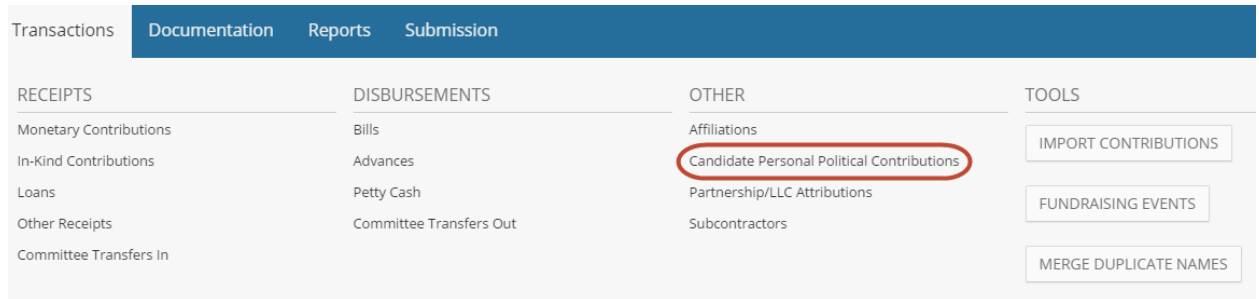 Transactions Documentation Reports Submission
RECEIPTS
Monetary Contributions
In-Kind Contributions
Loans
Other Receipts
Committee Transfers In
DISBURSEMENTS
Bills
Advances
Petty Cash
Committee Transfers Out
OTHER
Affiliations
Candidate Personal Political Contributions
Partnership/LLC Attributions
Subcontractors
TOOLS
IMPORT CONTRIBUTIONS
FUNDRAISING EVENTS
MERGE DUPLICATE NAMES